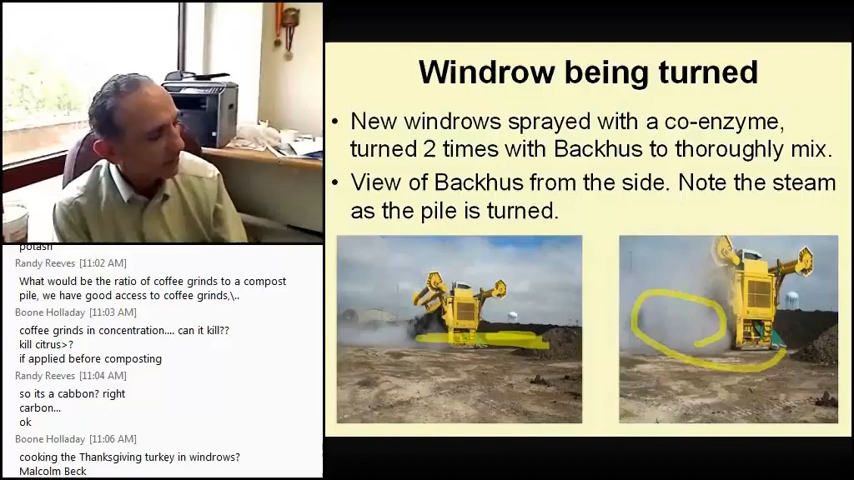 Windrow being turned
• New windrows sprayed with a co-enzyme,
turned 2 times with Backhus to thoroughly mix.
• View of Backhus from the side. Note the steam
as the pile is turned.
potash
Randy Reeves [11:02 AM]
What would be the ratio of coffee grinds to a compost
pile, we have good access to coffee grinds,\..
Boone Holladay [11:03 AM]
coffee grinds in concentration.... can it kill??
kill citrus>?
if applied before composting
Randy Reeves [11:04 AM]
so its a cabbon? right
carbon...
ok
Boone Holladay [11:06 AM]
cooking the Thanksgiving turkey in windrows?
Malcolm Beck